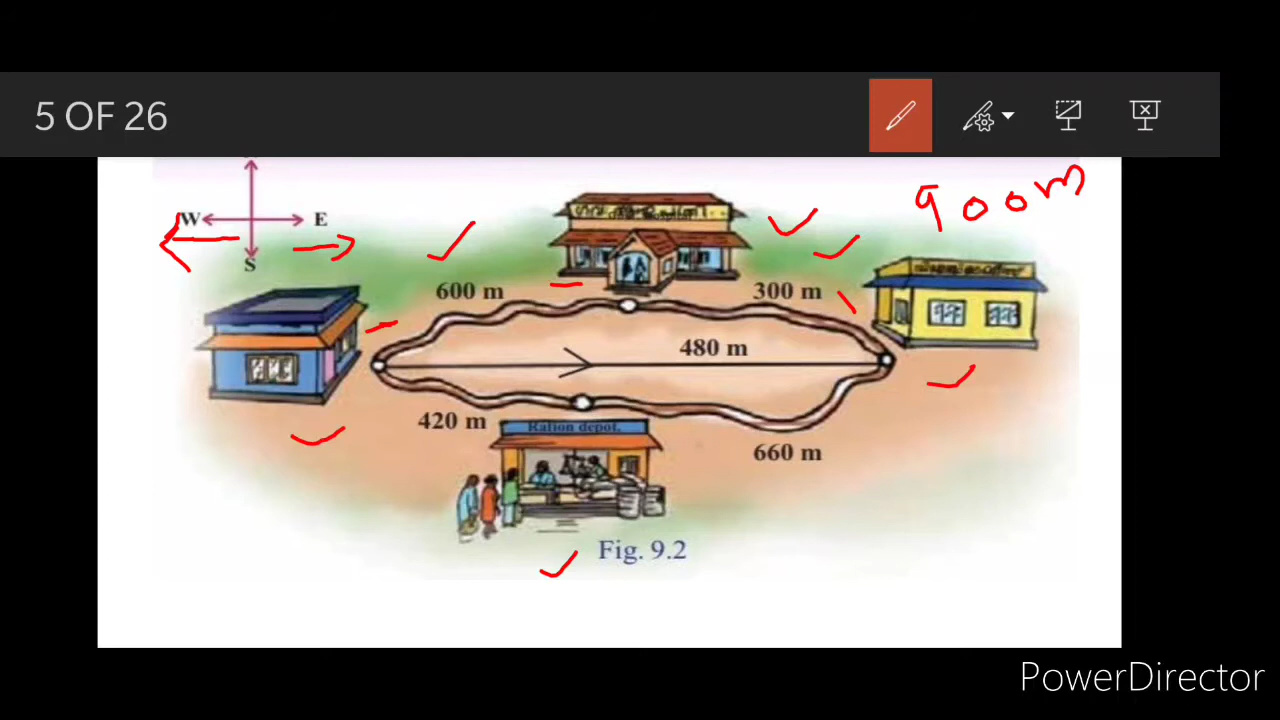 5 OF 26
900m
W E
S
600 m
300 m
480 m
420 m
Ration depot.
660 m
Fig. 9.2
PowerDirector